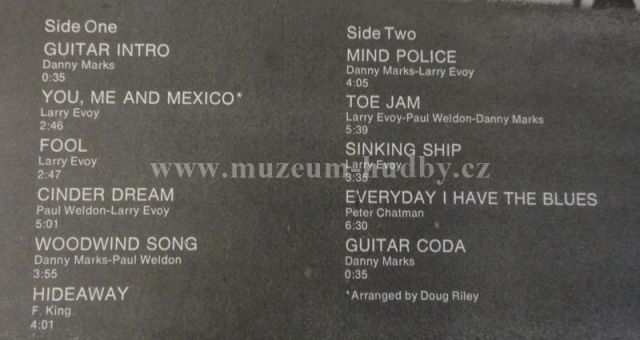 Side One
GUITAR INTRO
Danny Marks
0:35
YOU, ME AND MEXICO*
Larry Evoy
2:46
FOOL
Larry Evoy
2:47
CINDER DREAM
Paul Weldon-Larry Evoy
5:01
WOODWIND SONG
Danny Marks-Paul Weldon
3:55
HIDEAWAY
F. King
4:01
Side Two
MIND POLICE
Danny Marks-Larry Evoy
4:05
TOE JAM
Larry Evoy-Paul Weldon-Danny Marks
5:39
SINKING SHIP
Larry Evoy
3:35
EVERYDAY I HAVE THE BLUES
Peter Chatman
6:30
GUITAR CODA
Danny Marks
0:35
*Arranged by Doug Riley
www.muzeum-hudby.cz